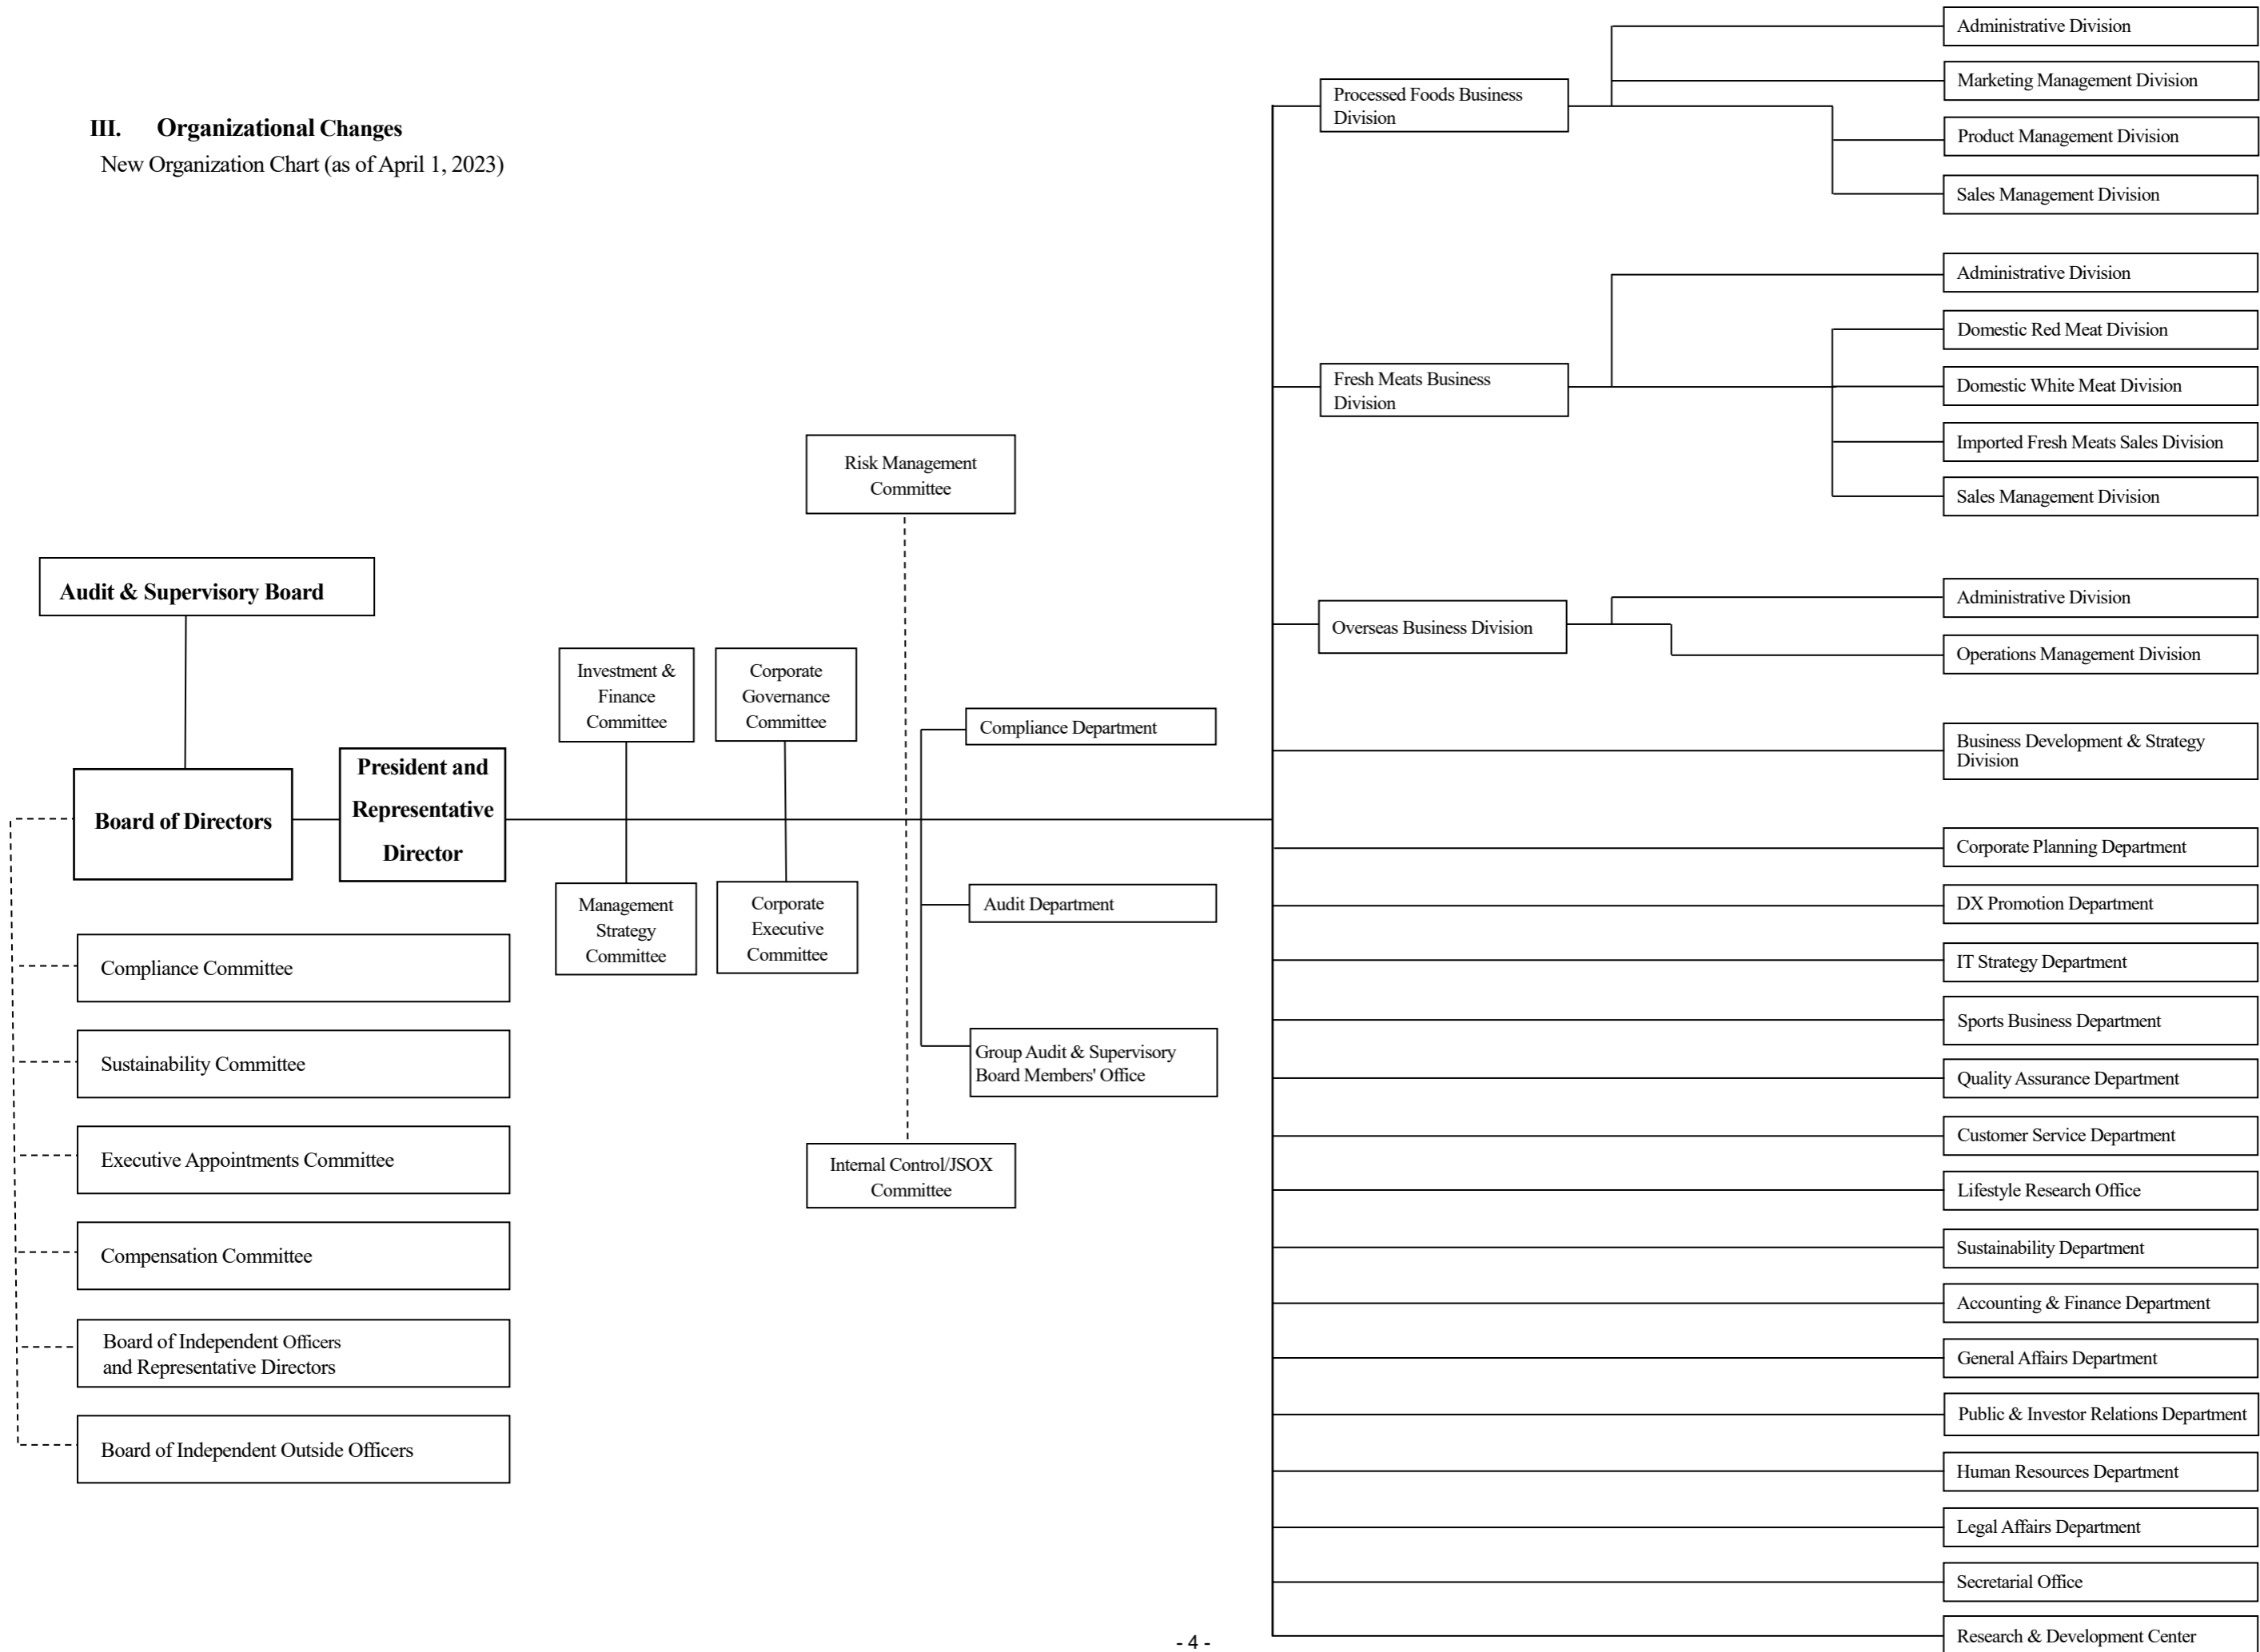 III. Organizational Changes
New Organization Chart (as of April 1, 2023)
Audit & Supervisory Board
Board of Directors
President and
Representative
Director
Compliance Committee
Sustainability Committee
Executive Appointments Committee
Compensation Committee
Board of Independent Officers
and Representative Directors
Board of Independent Outside Officers
Investment &
Finance
Committee
Corporate
Governance
Committee
Management
Strategy
Committee
Corporate
Executive
Committee
Risk Management
Committee
Internal Control/JSOX
Committee
Compliance Department
Audit Department
Group Audit & Supervisory
Board Members' Office
Processed Foods Business
Division
Administrative Division
Marketing Management Division
Product Management Division
Sales Management Division
Fresh Meats Business
Division
Administrative Division
Domestic Red Meat Division
Domestic White Meat Division
Imported Fresh Meats Sales Division
Sales Management Division
Overseas Business Division
Administrative Division
Operations Management Division
Business Development & Strategy
Division
Corporate Planning Department
DX Promotion Department
IT Strategy Department
Sports Business Department
Quality Assurance Department
Customer Service Department
Lifestyle Research Office
Sustainability Department
Accounting & Finance Department
General Affairs Department
Public & Investor Relations Department
Human Resources Department
Legal Affairs Department
Secretarial Office
Research & Development Center
- 4 -